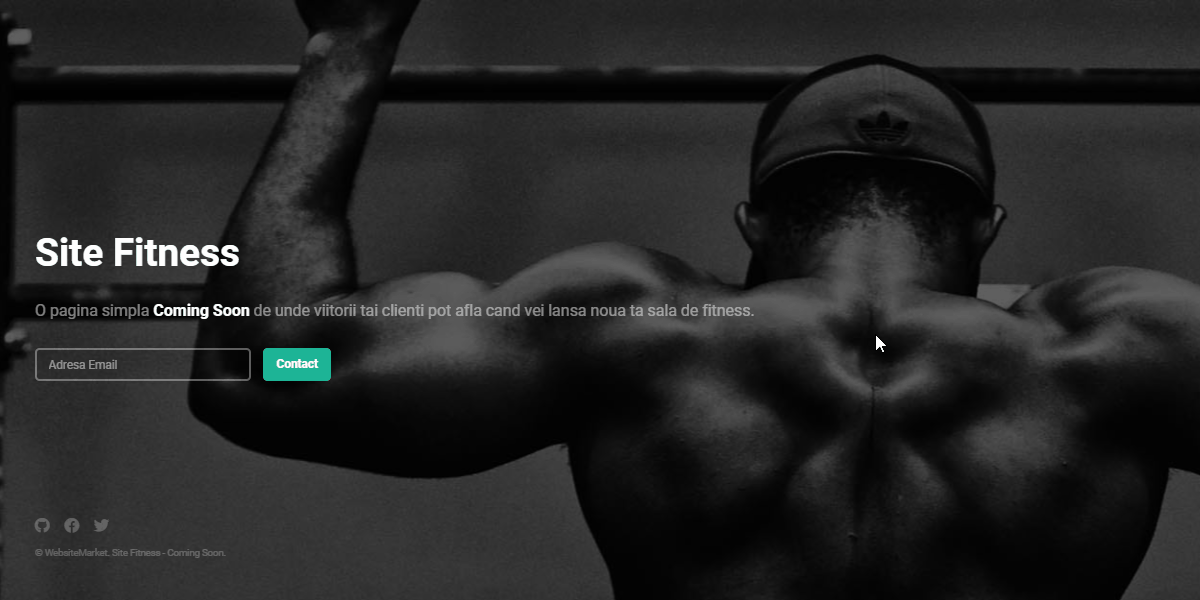 Site Fitness
O pagina simpla Coming Soon de unde viitorii tai clienti pot afla cand vei lansa noua ta sala de fitness.
Adresa Email
Contact
© WebsiteMarket. Site Fitness - Coming Soon.